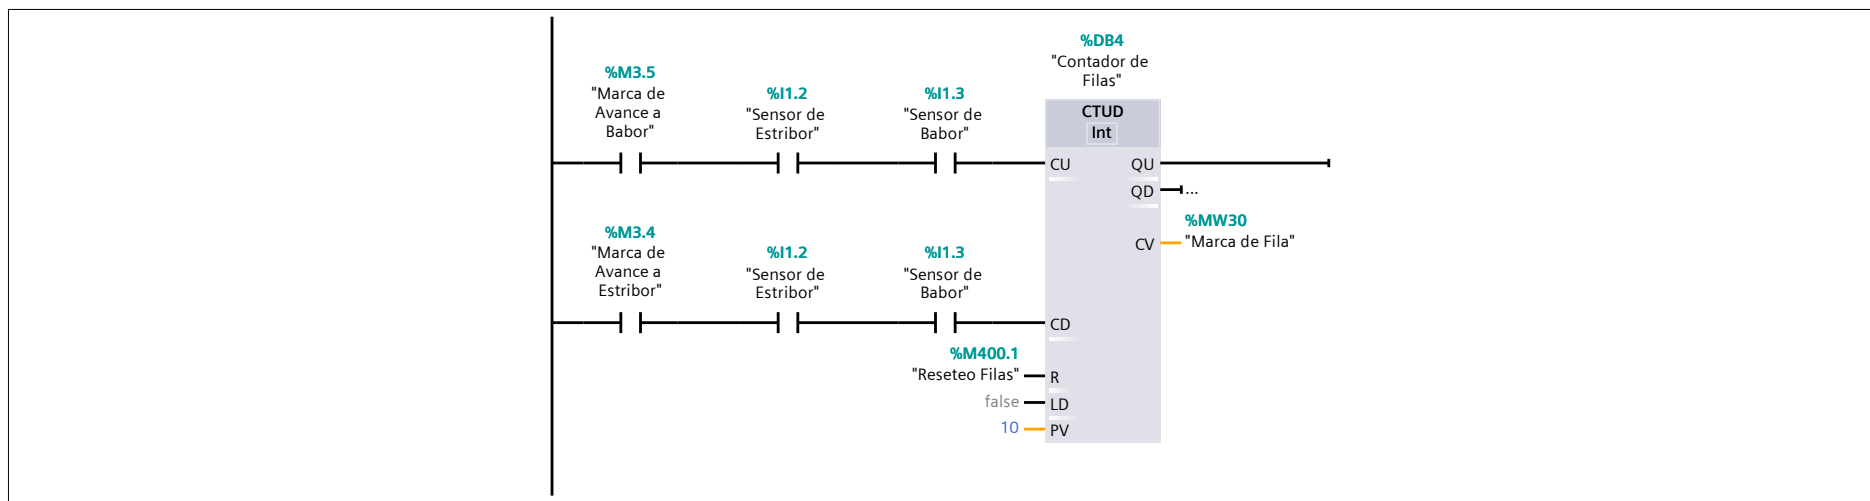 %DB4
"Contador de
Filas"
%M3.5
"Marca de
Avance a
Babor"
%I1.2
"Sensor de
Estribor"
%I1.3
"Sensor de
Babor"
CTUD
Int
CU
QU
QD
...
%MW30
CV
"Marca de Fila"
%M3.4
"Marca de
Avance a
Estribor"
%I1.2
"Sensor de
Estribor"
%I1.3
"Sensor de
Babor"
CD
%M400.1
"Reseteo Filas"
R
false
LD
10
PV